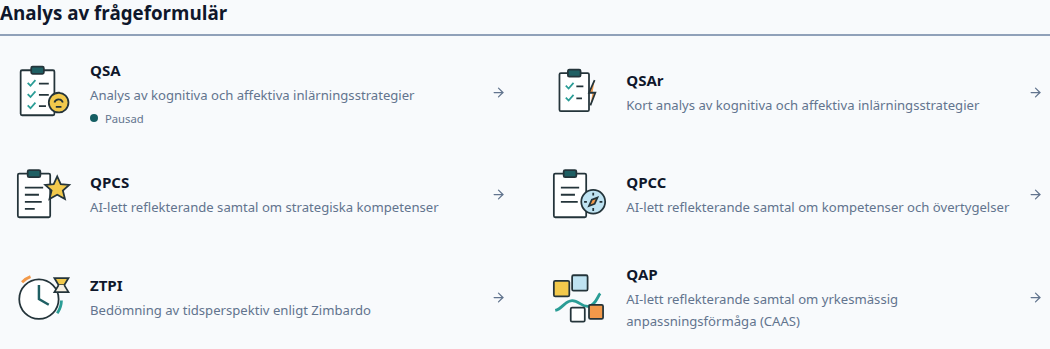 Analys av frågeformulär
QSA
Analys av kognitiva och affektiva inlärningsstrategier
Pausad
QSAr
Kort analys av kognitiva och affektiva inlärningsstrategier
QPCS
AI-lett reflekterande samtal om strategiska kompetenser
QPCC
AI-lett reflekterande samtal om kompetenser och övertygelser
ZTPI
Bedömning av tidsperspektiv enligt Zimbardo
QAP
AI-lett reflekterande samtal om yrkesmässig
anpassningsförmåga (CAAS)